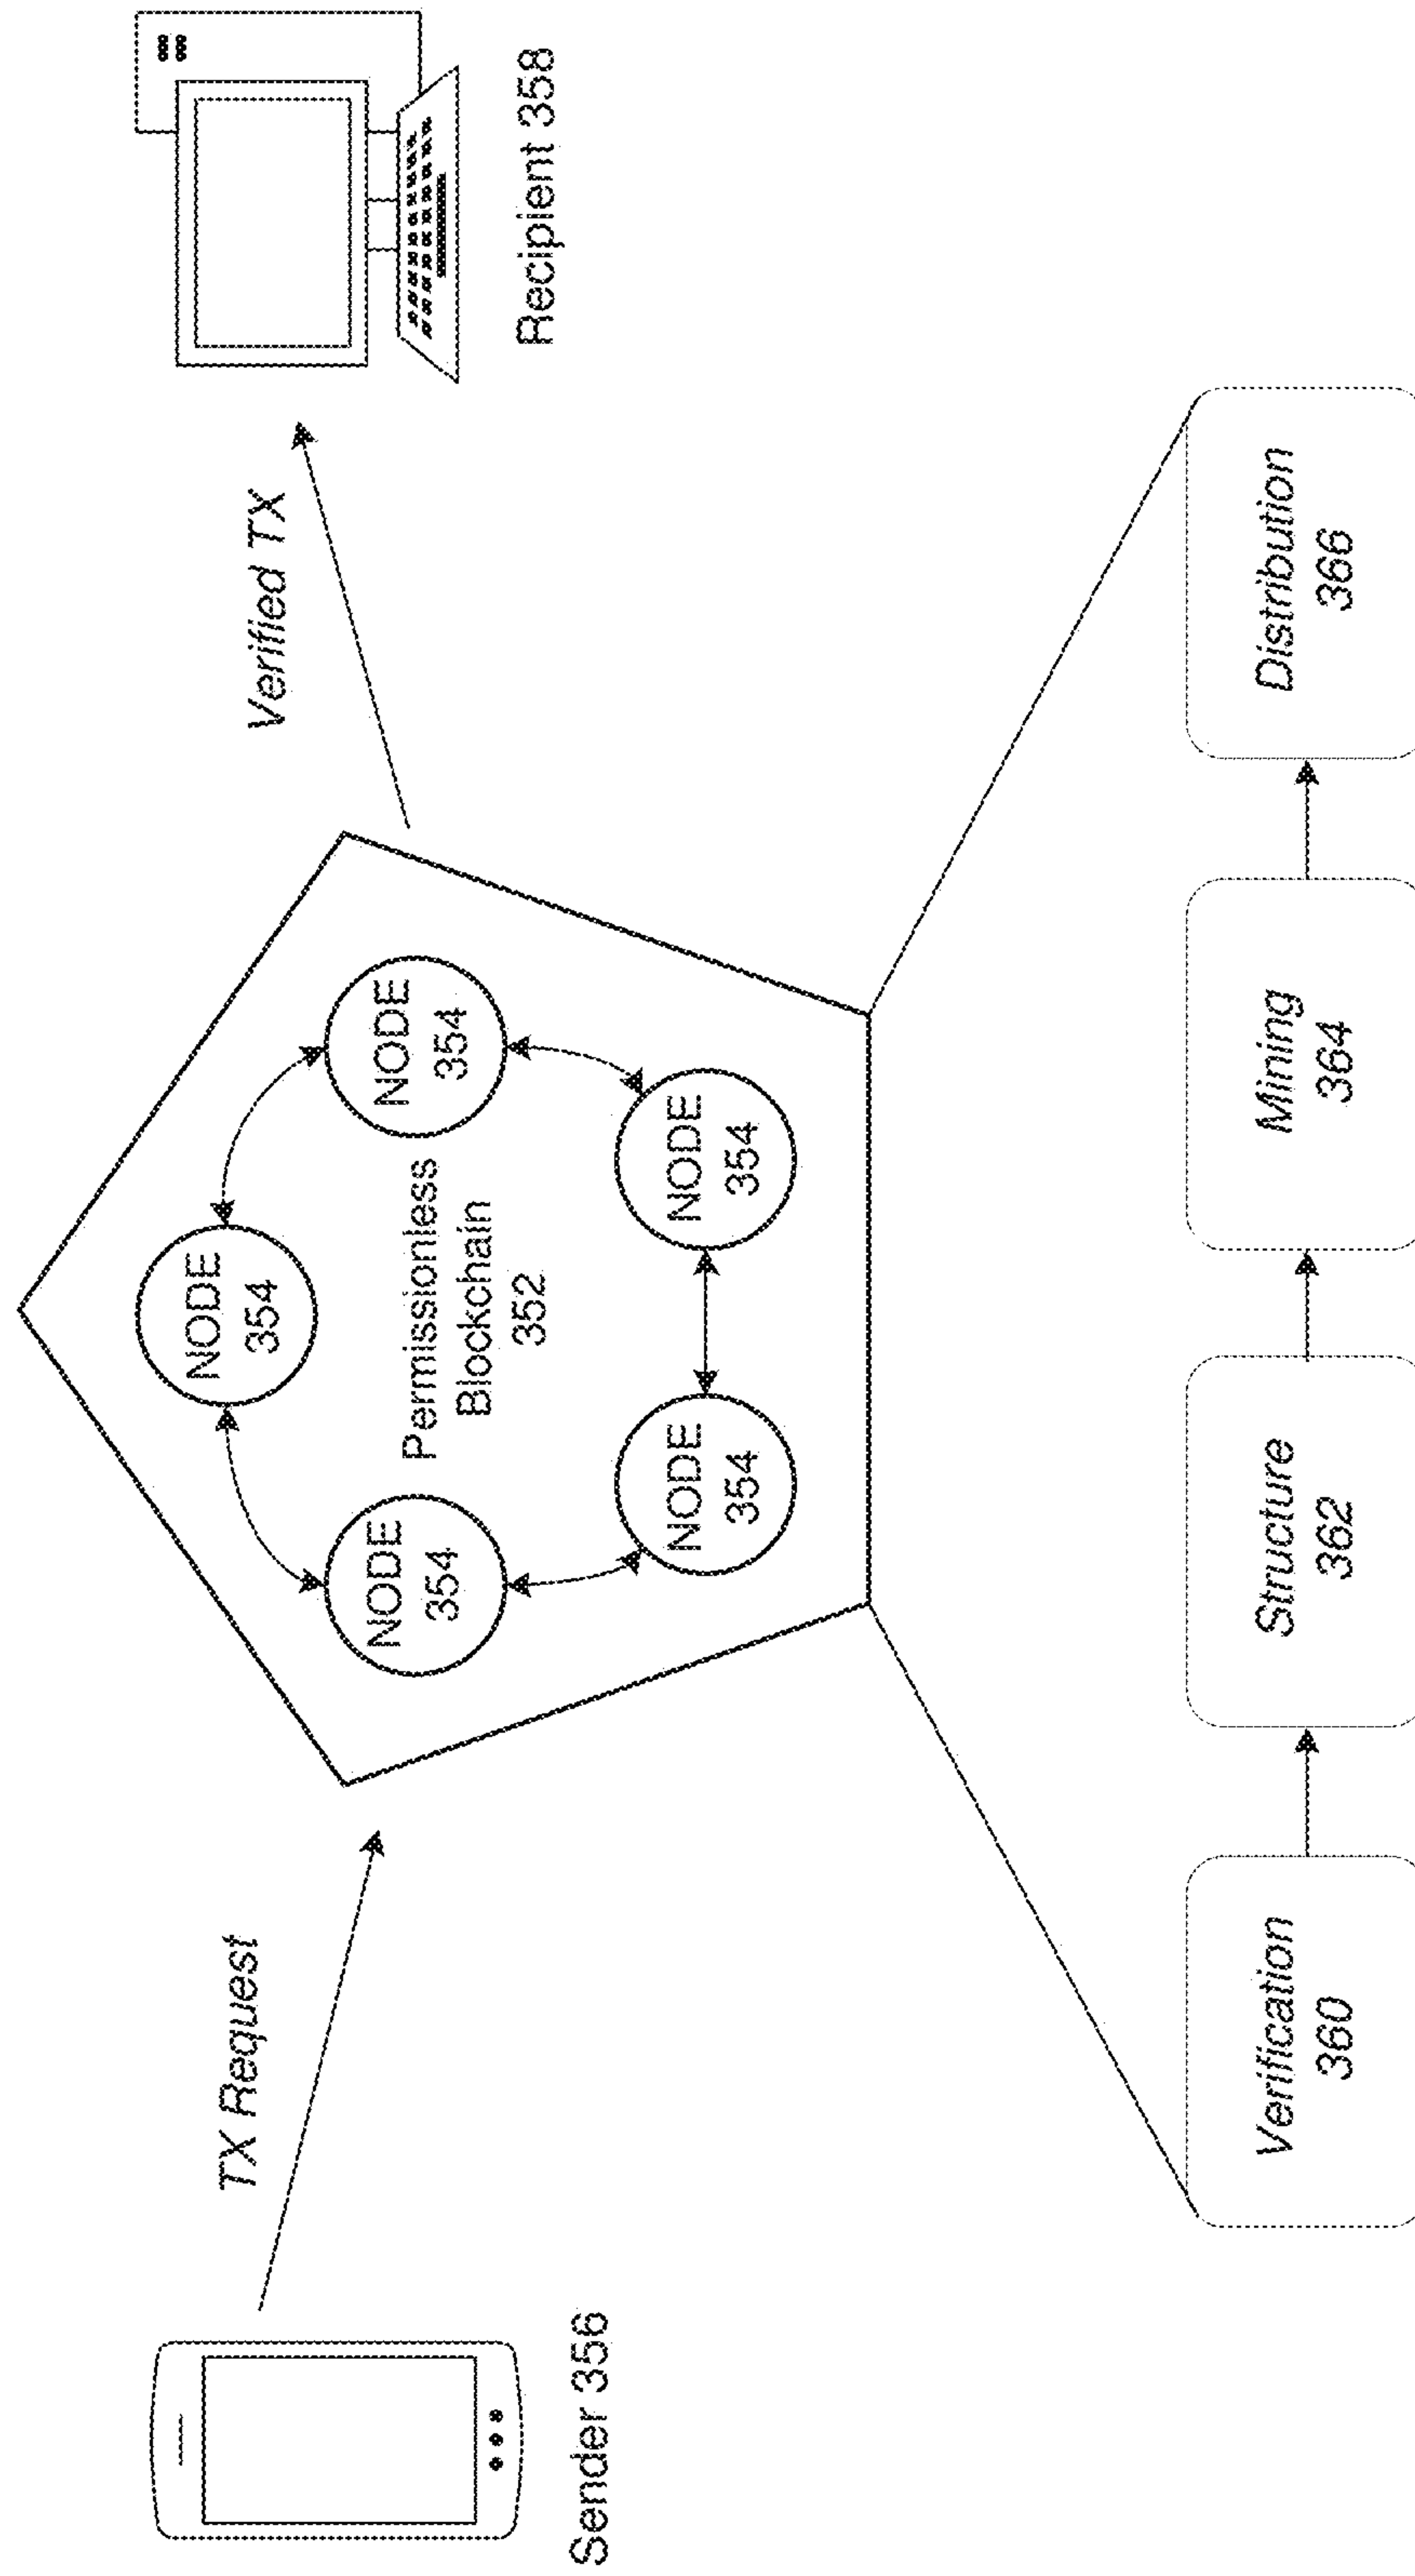 TX Request
Verified TX
Sender 356
Recipient 358
NODE
354
NODE
354
NODE
354
Permissionless
Blockchain
352
NODE
354
NODE
354
Verification
360
Structure
362
Mining
364
Distribution
366